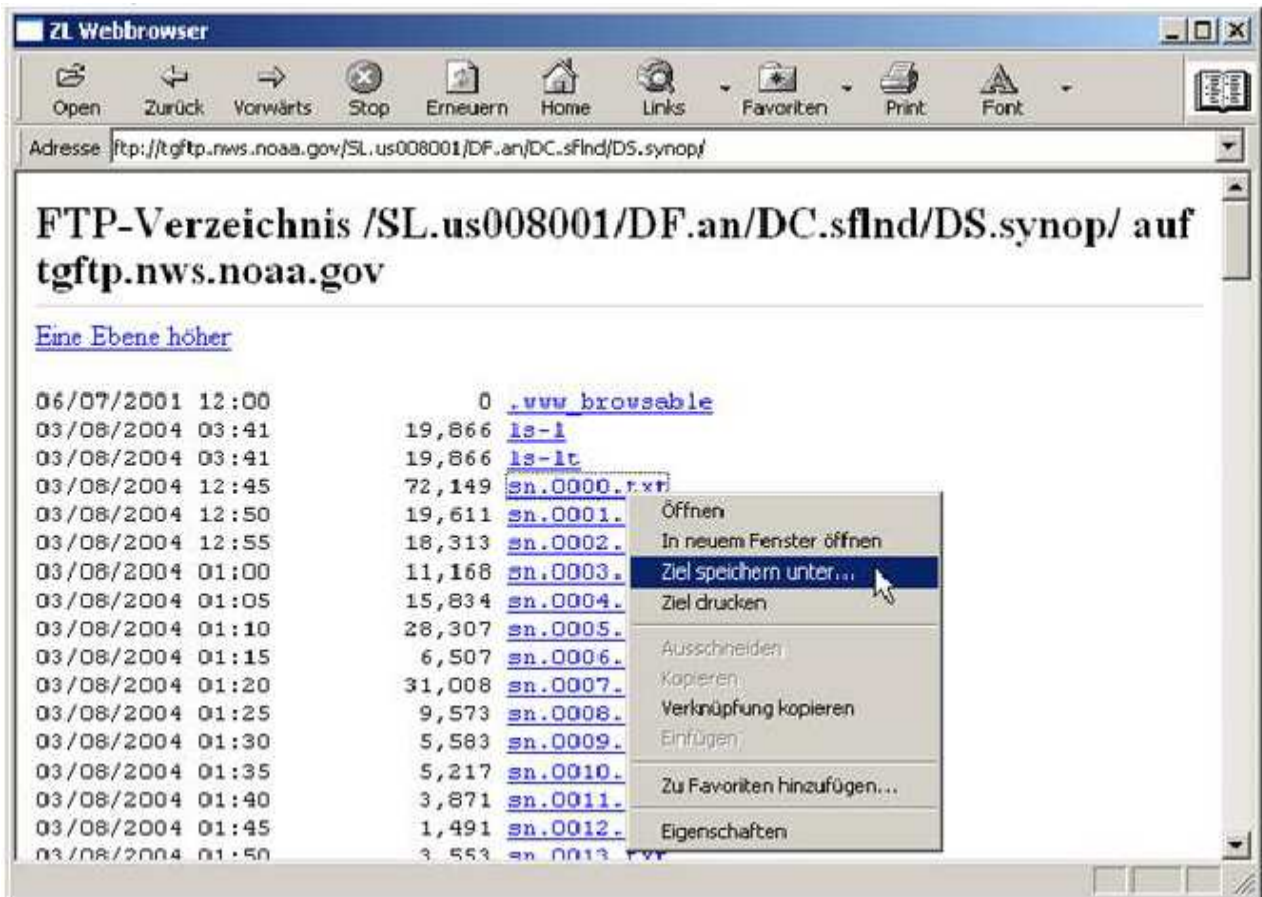 ZL Webbrowser
Open Zurück Vorwärts Stop Erneuern Home Links Favoriten Print Font
Adresse ftp://tgftp.nws.noaa.gov/SL.us008001/DF.an/DC.sflnd/DS.synop/
FTP-Verzeichnis /SL.us008001/DF.an/DC.sflnd/DS.synop/ auf
tgftp.nws.noaa.gov
Eine Ebene höher
06/07/2001 12:00 0 .www_browsable
03/08/2004 03:41 19,866 ls-l
03/08/2004 03:41 19,866 ls-lt
03/08/2004 12:45 72,149 sn.0000.txt
03/08/2004 12:50 19,611 sn.0001.
03/08/2004 12:55 18,313 sn.0002.
03/08/2004 01:00 11,168 sn.0003.
03/08/2004 01:05 15,834 sn.0004.
03/08/2004 01:10 28,307 sn.0005.
03/08/2004 01:15 6,507 sn.0006.
03/08/2004 01:20 31,008 sn.0007.
03/08/2004 01:25 9,573 sn.0008.
03/08/2004 01:30 5,583 sn.0009.
03/08/2004 01:35 5,217 sn.0010.
03/08/2004 01:40 3,871 sn.0011.
03/08/2004 01:45 1,491 sn.0012.
03/08/2004 01:50 3,553 sn.0013.txt
Öffnen
In neuem Fenster öffnen
Ziel speichern unter...
Ziel drucken
Ausschneiden
Kopieren
Verknüpfung kopieren
Einfügen
Zu Favoriten hinzufügen...
Eigenschaften